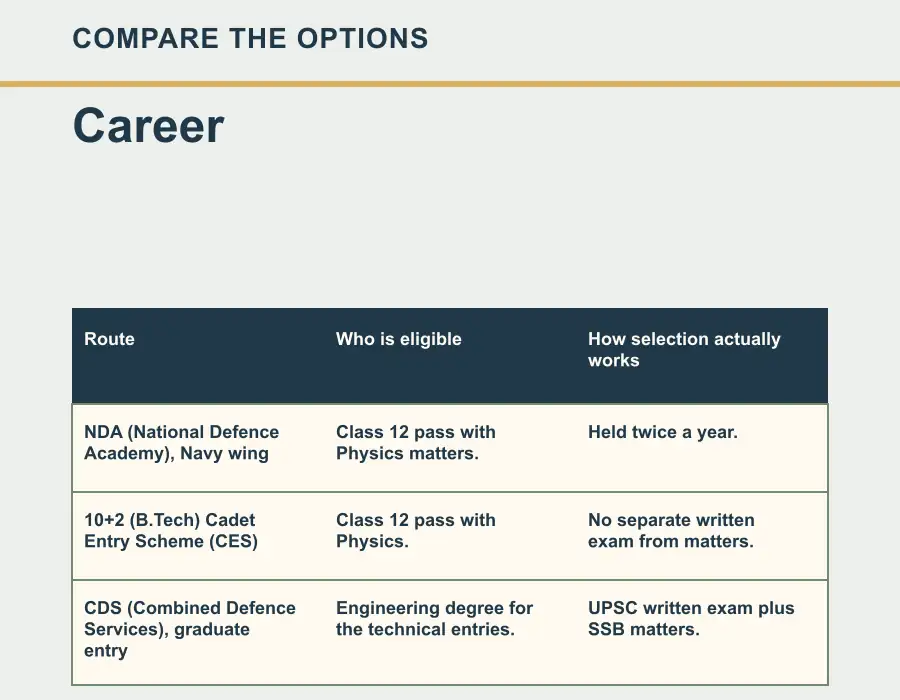 COMPARE THE OPTIONS
Career
Route
Who is eligible
How selection actually
works
NDA (National Defence
Academy), Navy wing
Class 12 pass with
Physics matters.
Held twice a year.
10+2 (B.Tech) Cadet
Entry Scheme (CES)
Class 12 pass with
Physics.
No separate written
exam from matters.
CDS (Combined Defence
Services), graduate
entry
Engineering degree for
the technical entries.
UPSC written exam plus
SSB matters.